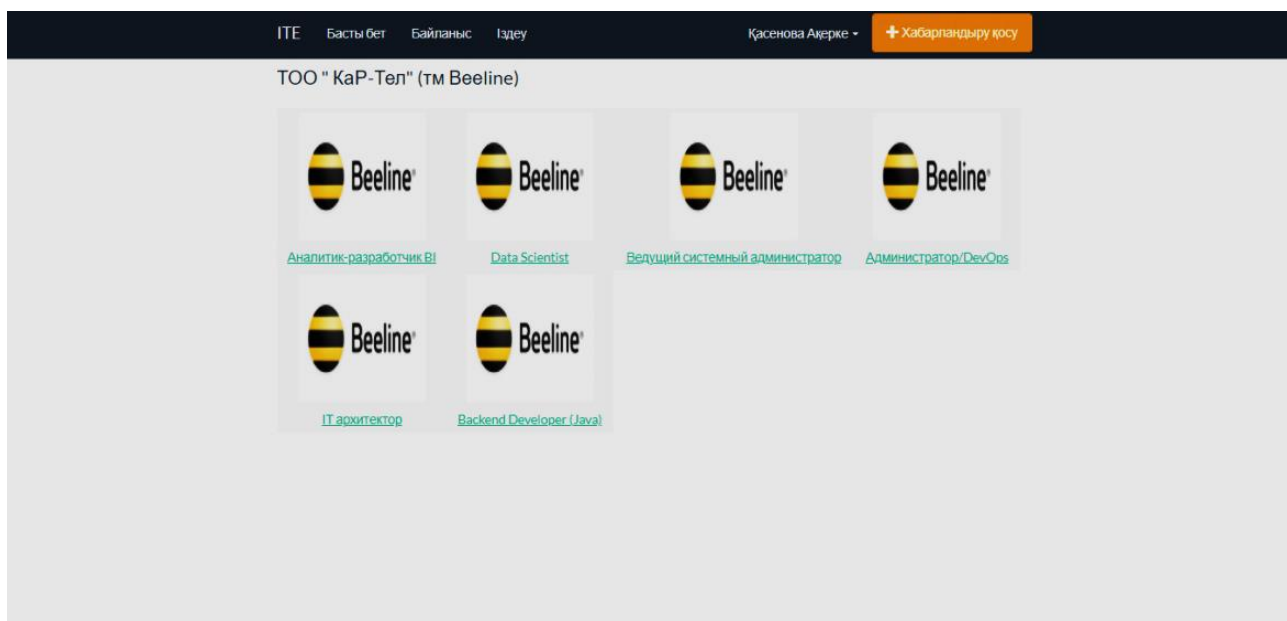 ITE Басты бет Байланыс Іздеу Қасенова Ақерке + Хабарландыру қосу
ТОО " КаР-Тел" (тм Beeline)
Beeline® Beeline® Beeline® Beeline®
Аналитик-разработчик BI Data Scientist Ведущий системный администратор Администратор/DevOps
Beeline® Beeline®
IT архитектор Backend Developer (Java)